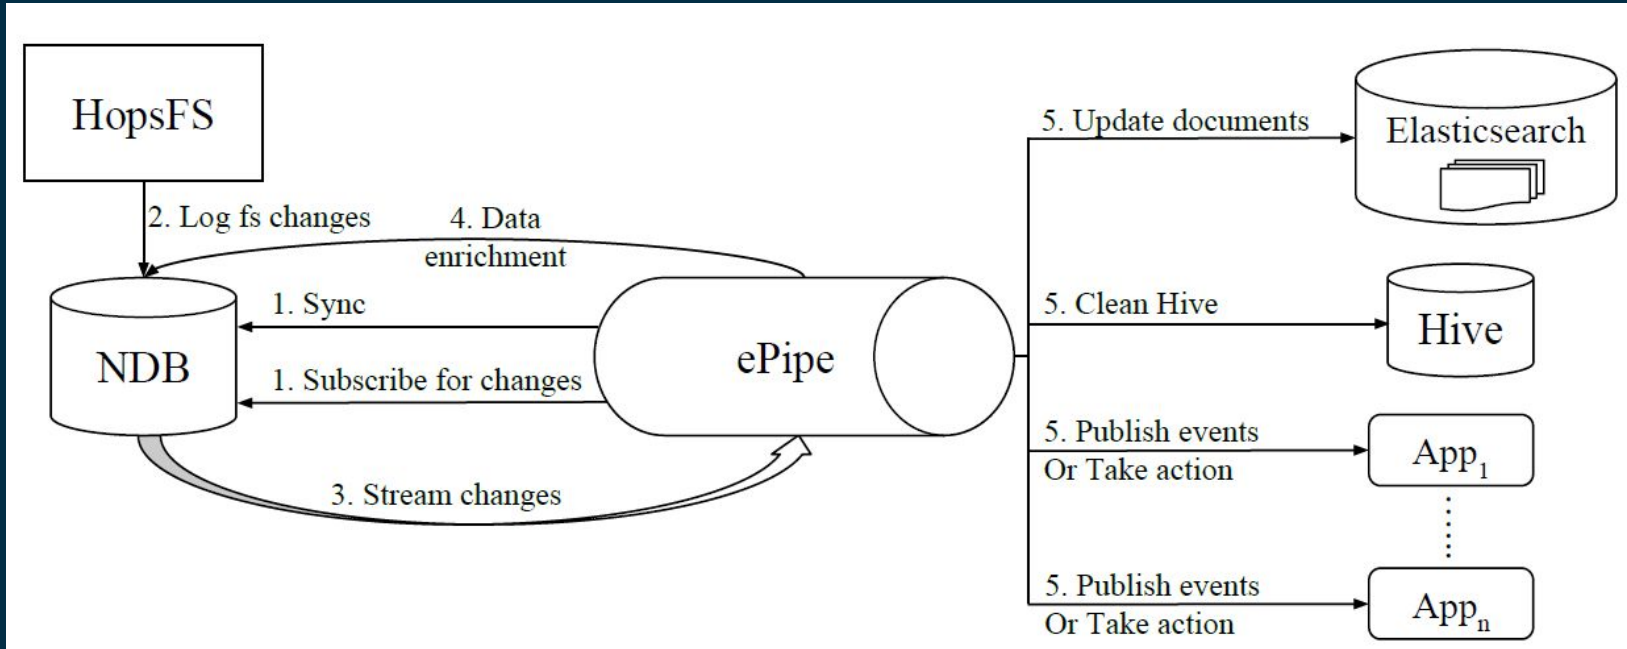 HopsFS
2. Log fs changes
4. Data
enrichment
1. Sync
NDB
1. Subscribe for changes
ePipe
3. Stream changes
5. Update documents
Elasticsearch
5. Clean Hive
Hive
5. Publish events
Or Take action
App1
5. Publish events
Or Take action
Appn